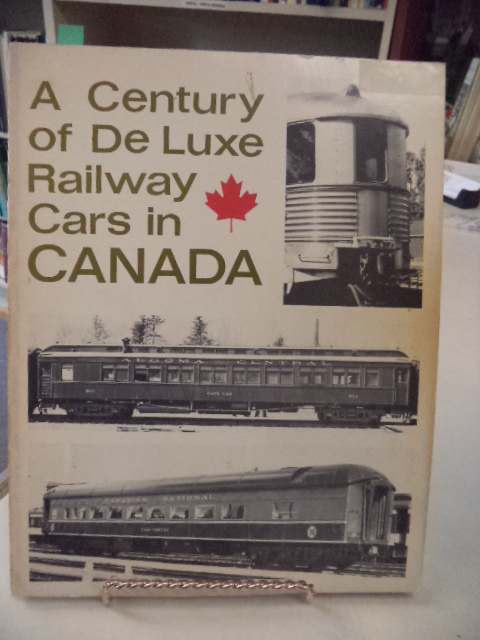 A Century
of De Luxe
Railway
Cars in
CANADA
ALGOMA CENTRAL
CAFE CAR
CANADIAN NATIONAL